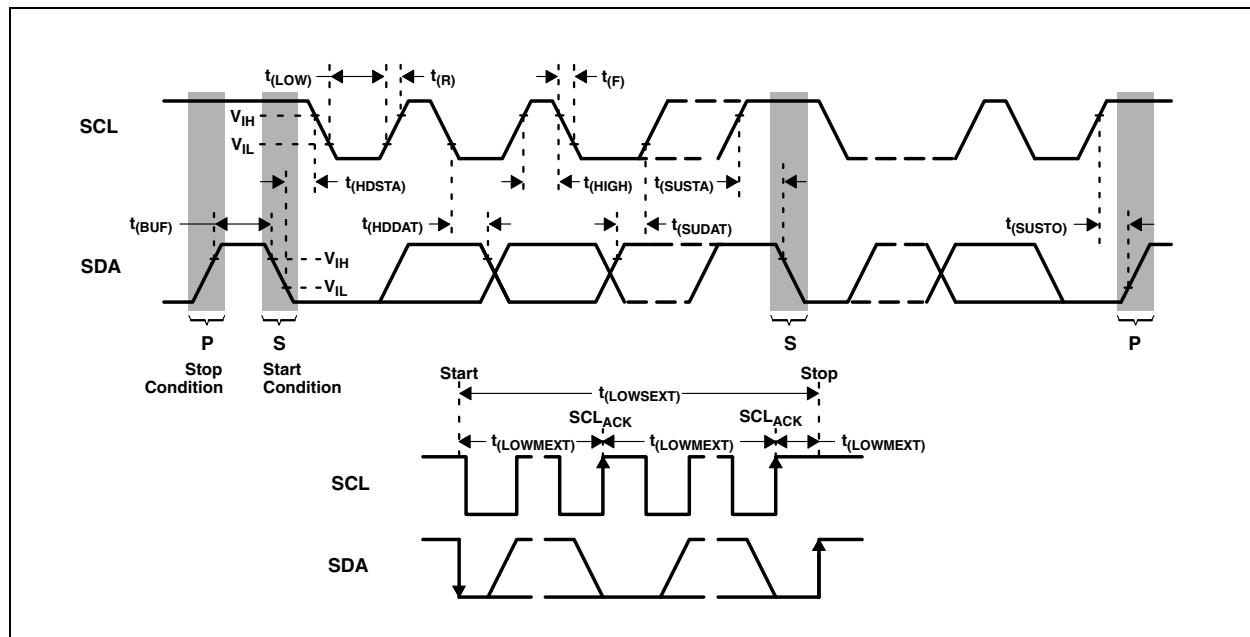 t(LOW) t(R) t(F)
SCL
VIH
VIL
t(HDSTA) t(HIGH) t(SUSTA)
t(BUF) t(HDDAT) t(SUDAT) t(SUSTO)
SDA
VIH
VIL
P S S P
Stop Condition
Start Condition
Start Stop
t(LOWSEXT)
SCLACK SCLACK
t(LOWMEXT) t(LOWMEXT) t(LOWMEXT)
SCL
SDA